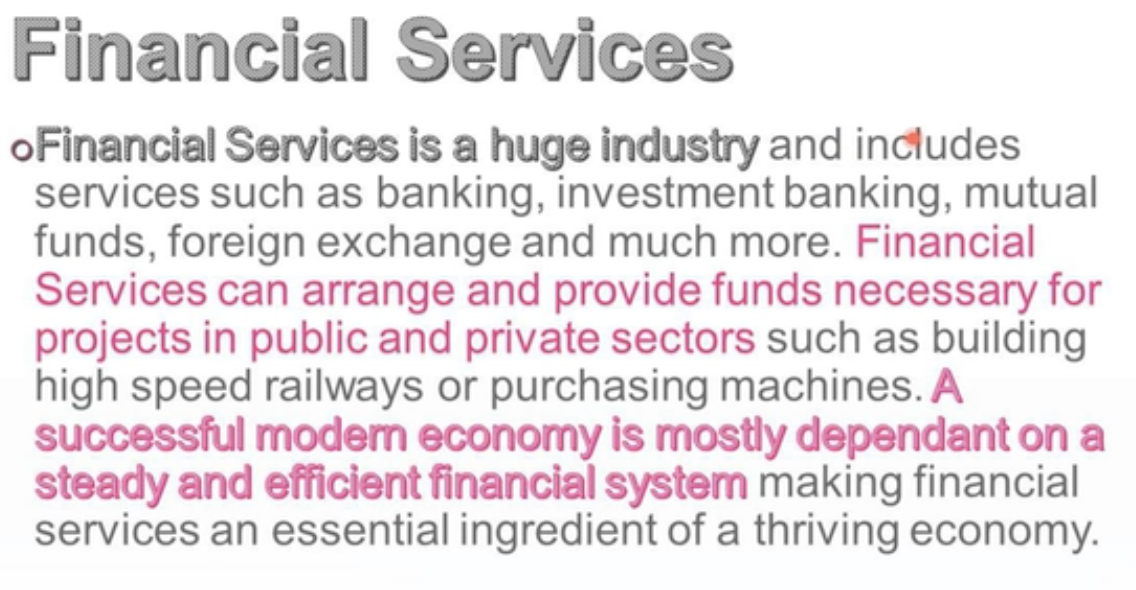 Financial Services
Financial Services is a huge industry and includes
services such as banking, investment banking, mutual
funds, foreign exchange and much more. Financial
Services can arrange and provide funds necessary for
projects in public and private sectors such as building
high speed railways or purchasing machines. A
successful modern economy is mostly dependant on a
steady and efficient financial system making financial
services an essential ingredient of a thriving economy.